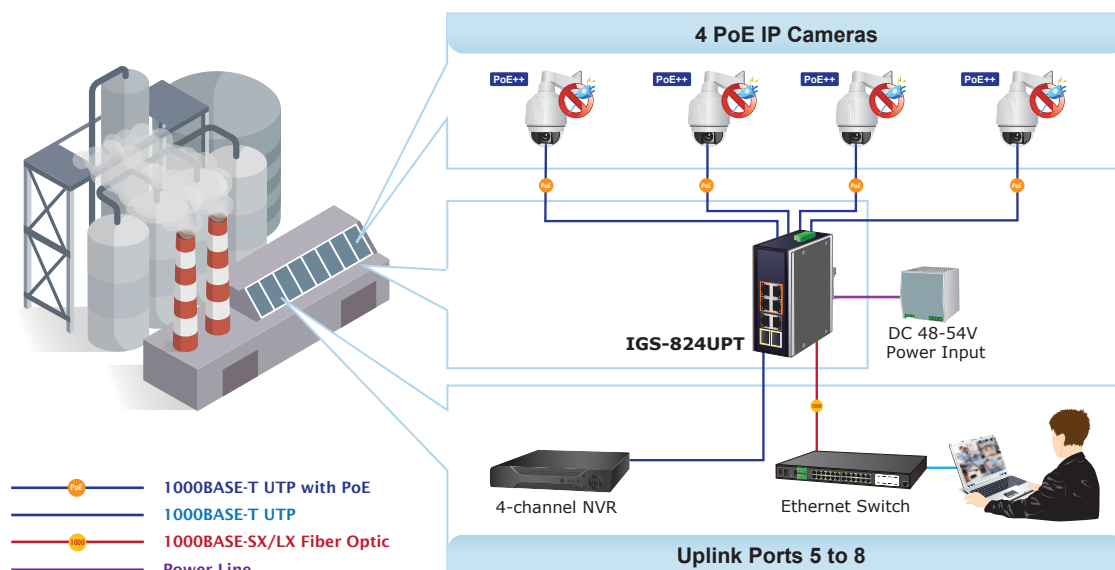 4 PoE IP Cameras
PoE++
PoE++
PoE++
PoE++
PoE
PoE
PoE
PoE
IGS-824UPT
DC 48-54V
Power Input
1000
4-channel NVR
Ethernet Switch
PoE
1000BASE-T UTP with PoE
1000BASE-T UTP
1000
1000BASE-SX/LX Fiber Optic
Power Line
Uplink Ports 5 to 8